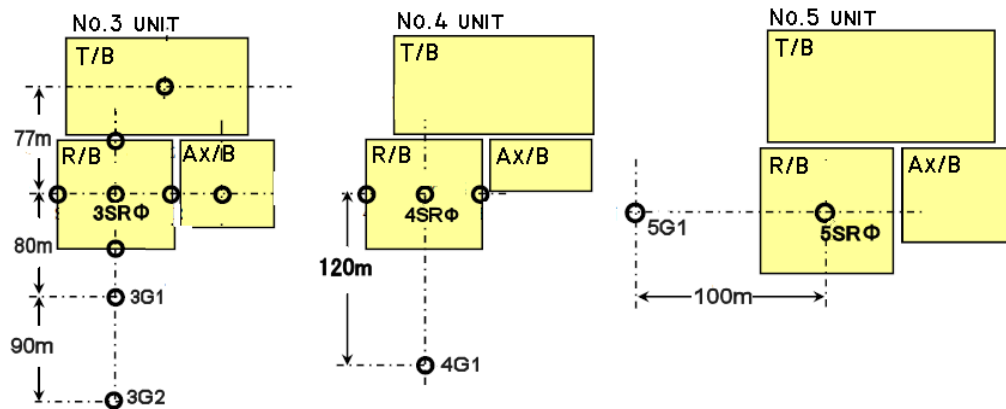 No.3 UNIT
T/B
77m
R/B
Ax/B
3SRΦ
80m
3G1
90m
3G2
No.4 UNIT
T/B
R/B
Ax/B
4SRΦ
120m
4G1
No.5 UNIT
T/B
R/B
Ax/B
5G1
5SRΦ
100m